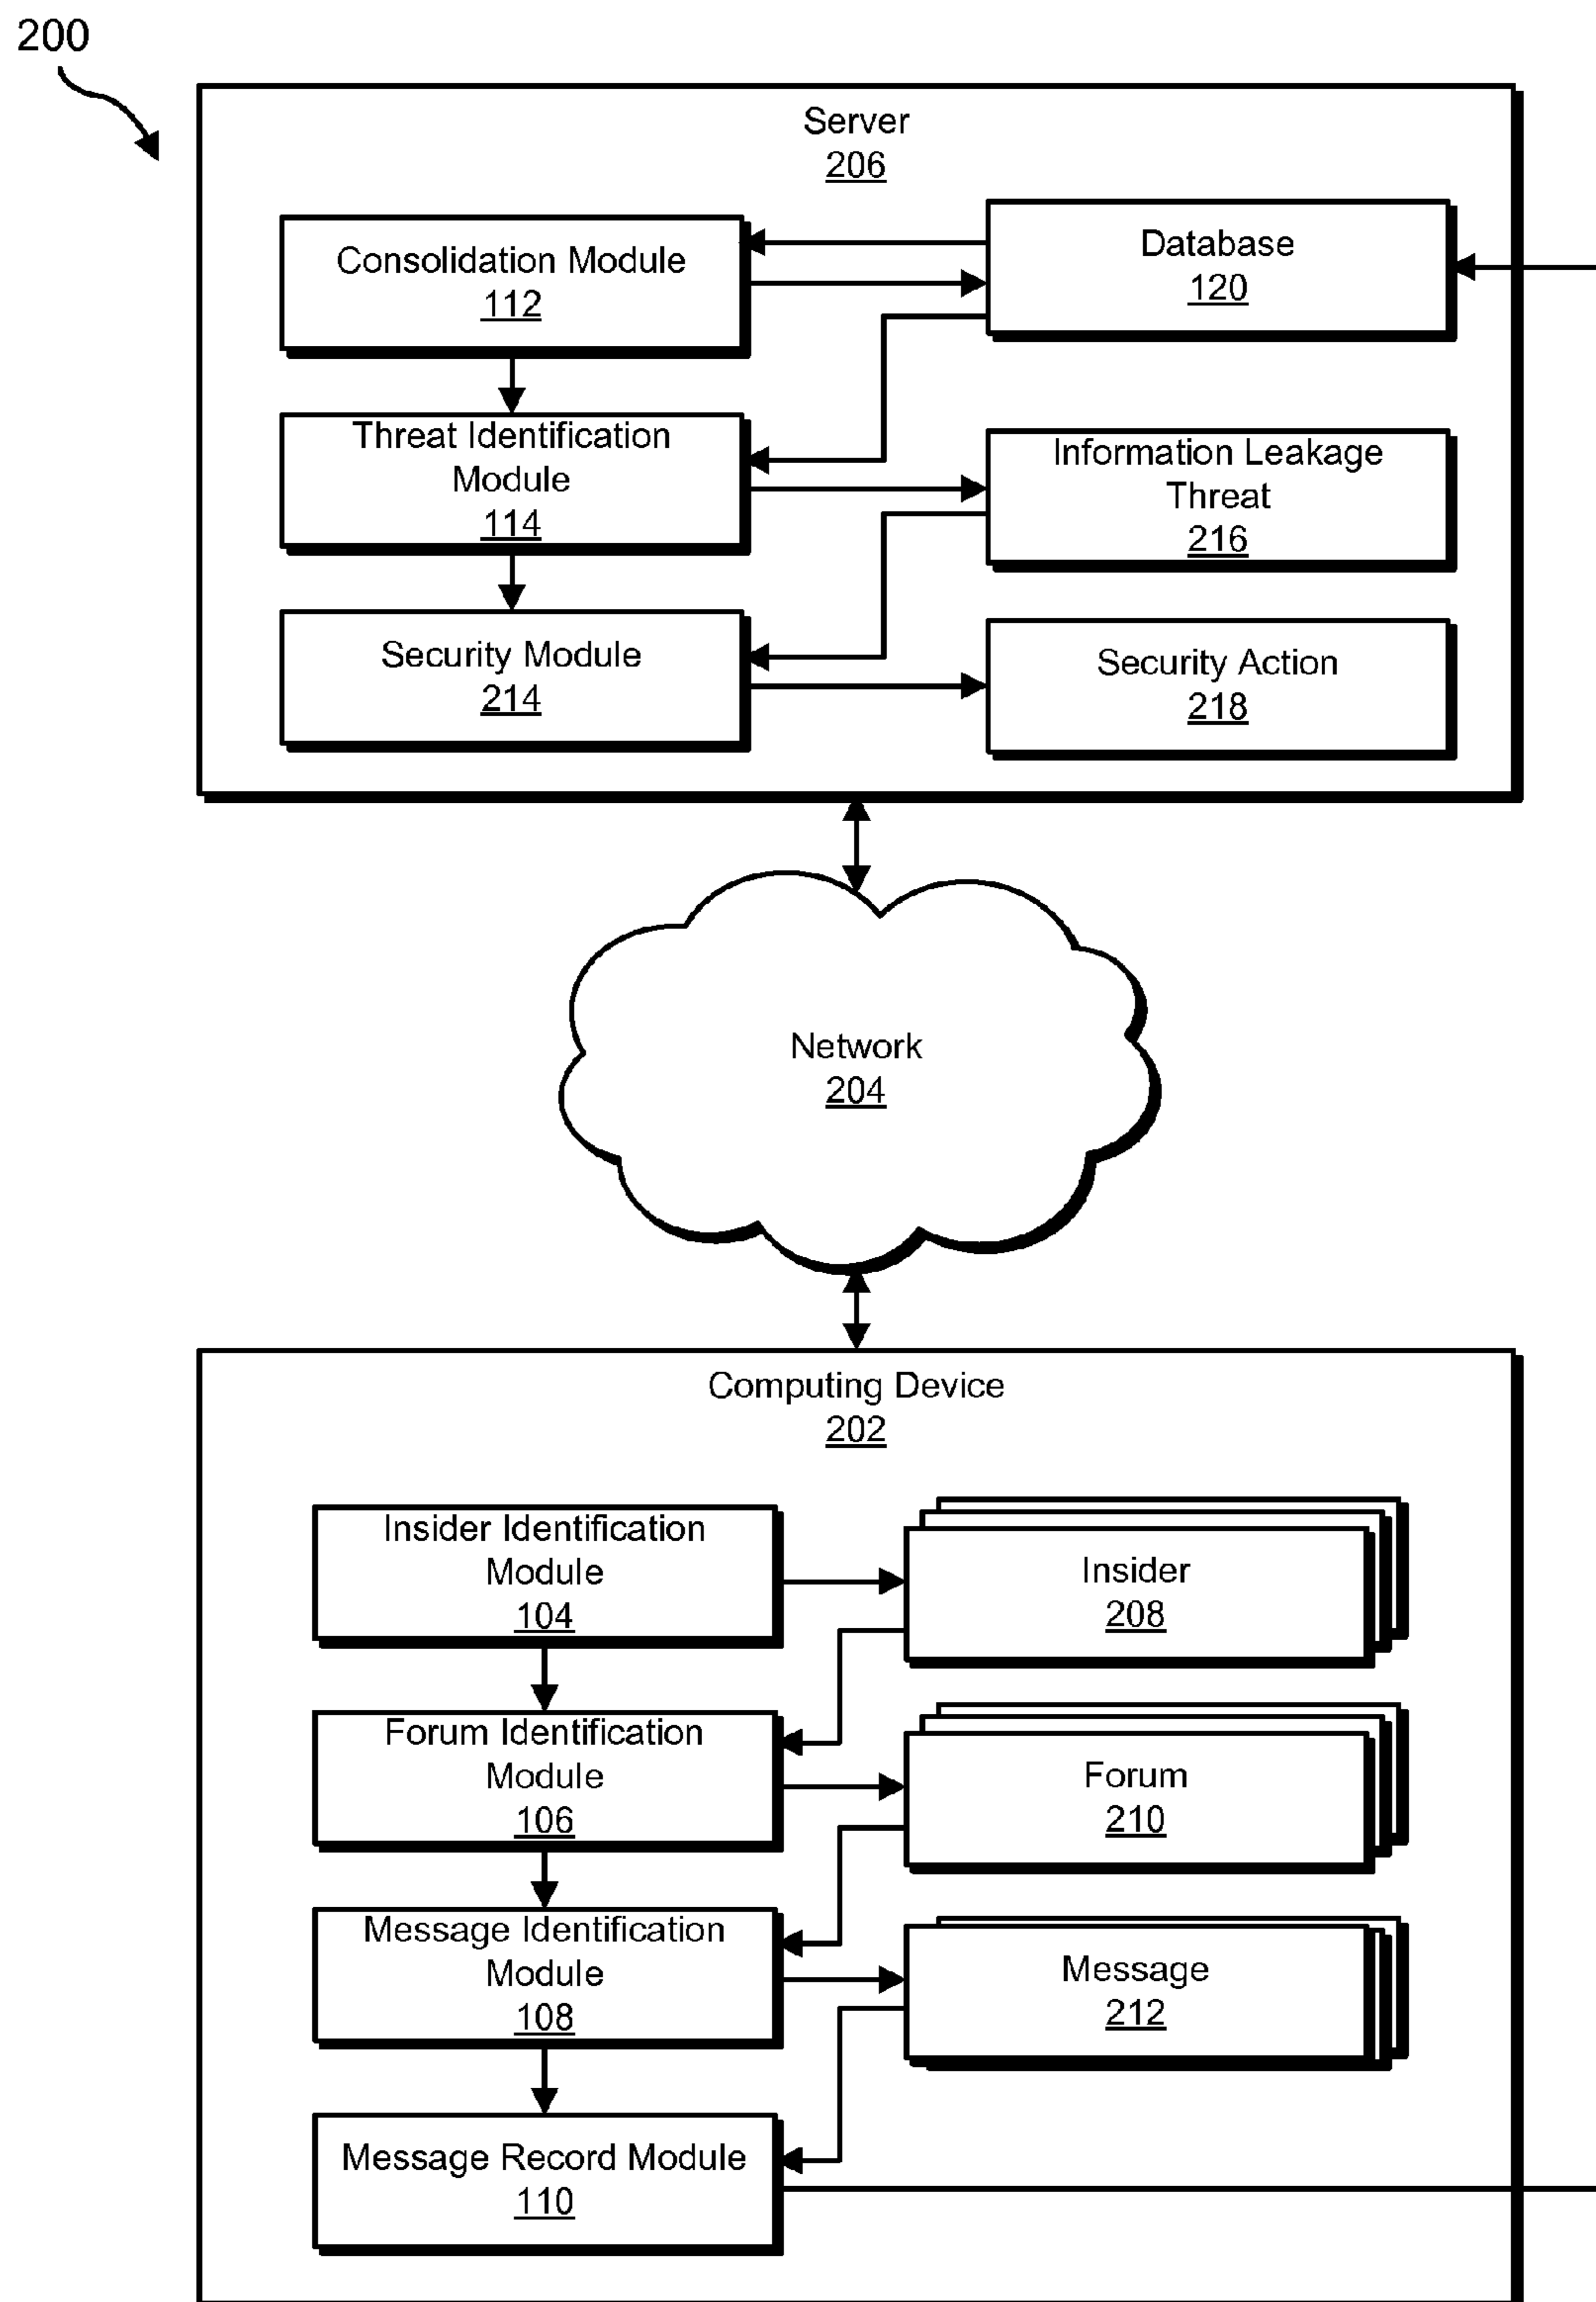 200
Server
206
Consolidation Module
112
Database
120
Threat Identification
Module
114
Information Leakage
Threat
216
Security Module
214
Security Action
218
Network
204
Computing Device
202
Insider Identification
Module
104
Insider
208
Forum Identification
Module
106
Forum
210
Message Identification
Module
108
Message
212
Message Record Module
110